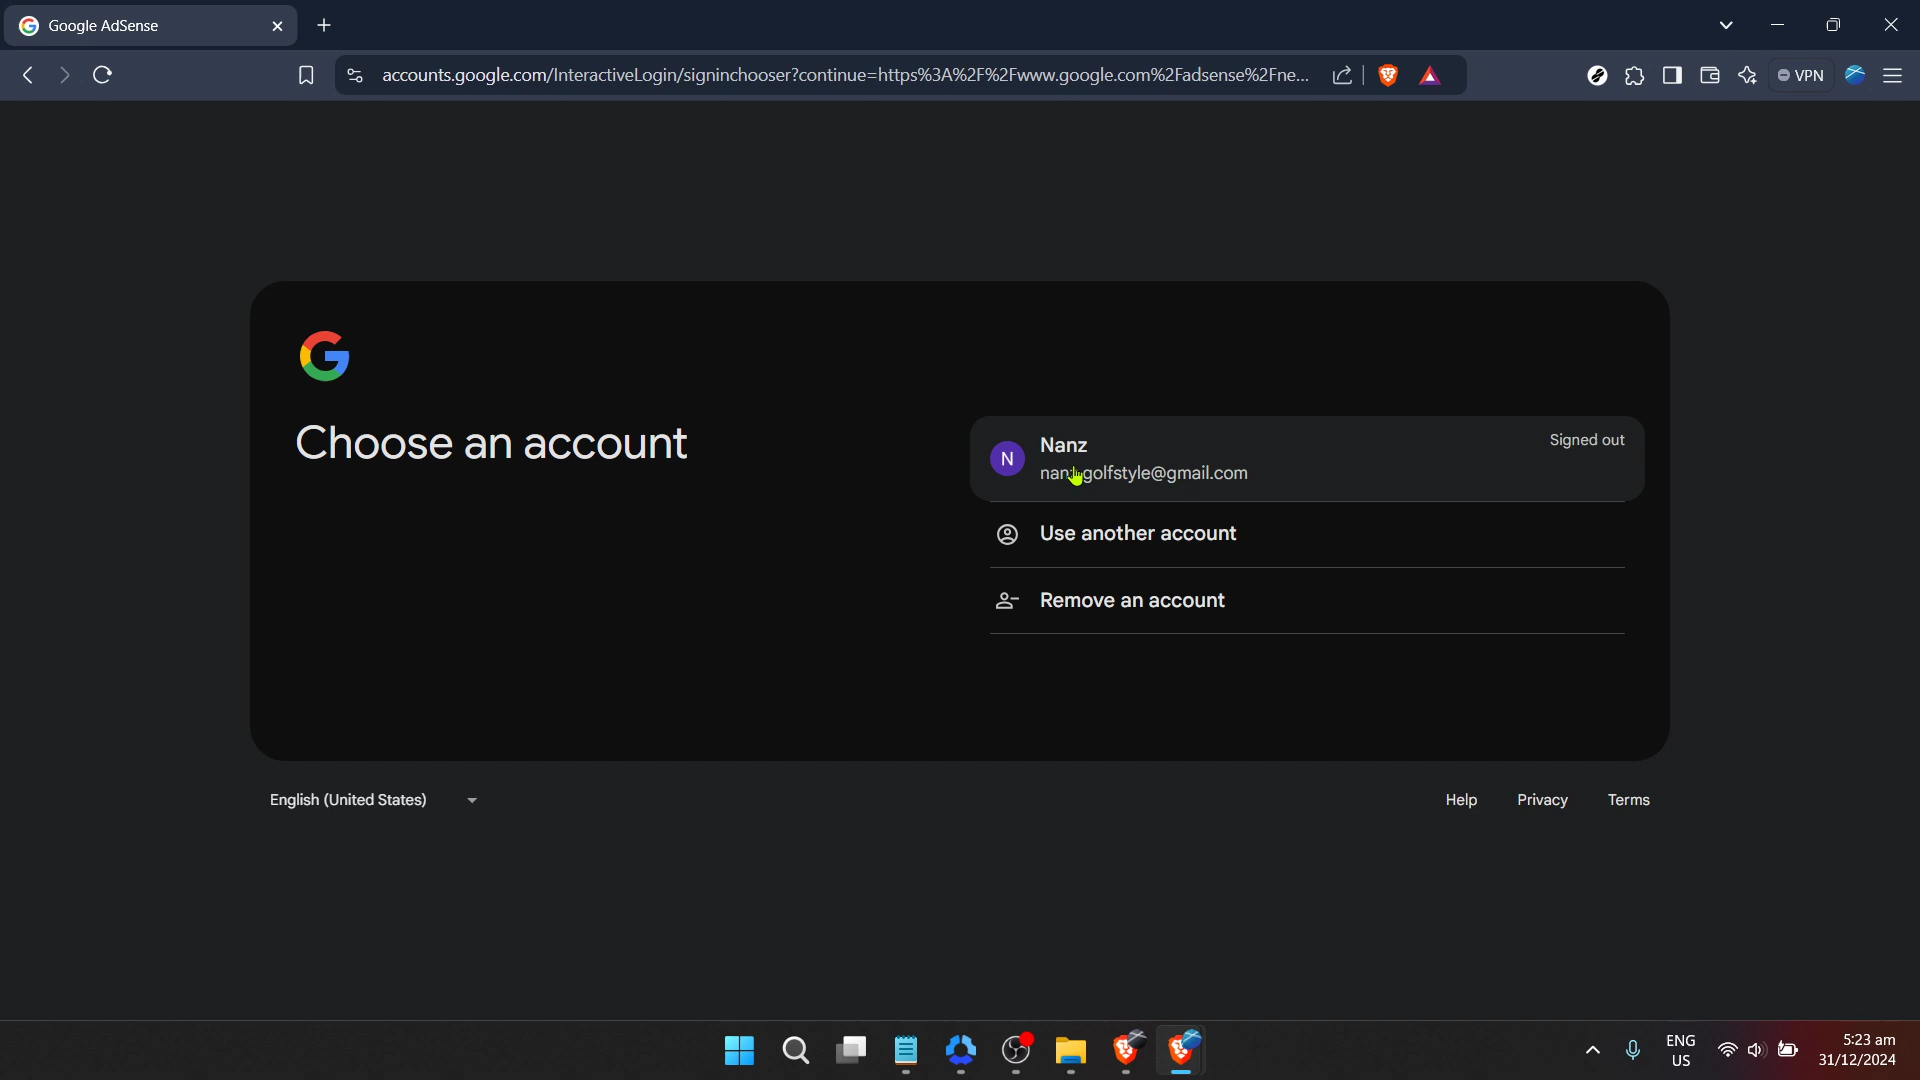 Google AdSense
accounts.google.com/InteractiveLogin/signinchooser?continue=https%3A%2F%2Fwww.google.com%2Fadsense%2Fne...
VPN
Choose an account
N
Nanz
Signed out
golfstyle@gmail.com
Use another account
Remove an account
English (United States)
Help
Privacy
Terms
ENG
US
5:23 am
31/12/2024